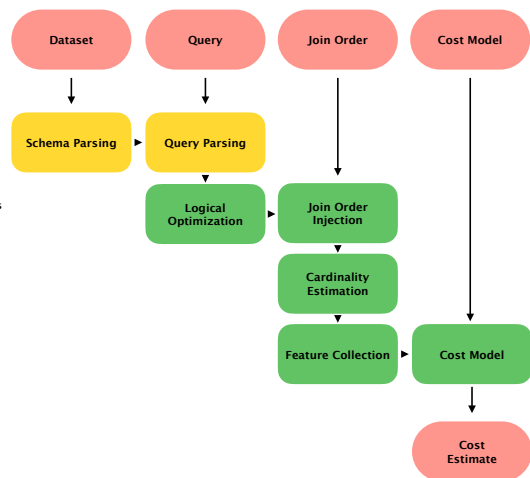 Dataset
Query
Join Order
Cost Model
Schema Parsing
Query Parsing
s
Logical
Optimization
Join Order
Injection
Cardinality
Estimation
Feature Collection
Cost Model
Cost
Estimate